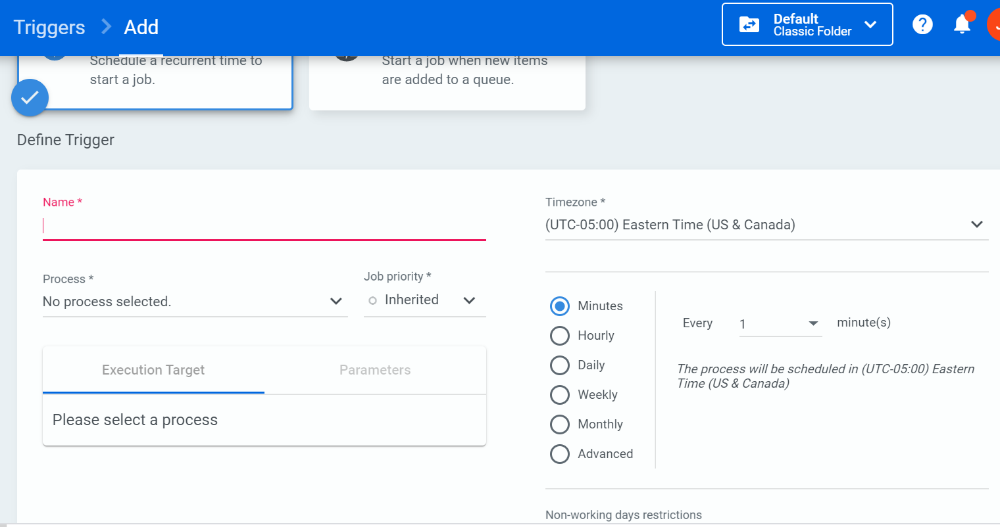 Triggers Add
Default
Classic Folder
Schedule a recurrent time to
start a job.
Start a job when new items
are added to a queue.
Define Trigger
Name *
Timezone *
(UTC-05:00) Eastern Time (US & Canada)
Process *
No process selected.
Job priority *
Inherited
Execution Target
Parameters
Please select a process
Minutes
Hourly
Daily
Weekly
Monthly
Advanced
Every 1 minute(s)
The process will be scheduled in (UTC-05:00) Eastern
Time (US & Canada)
Non-working days restrictions